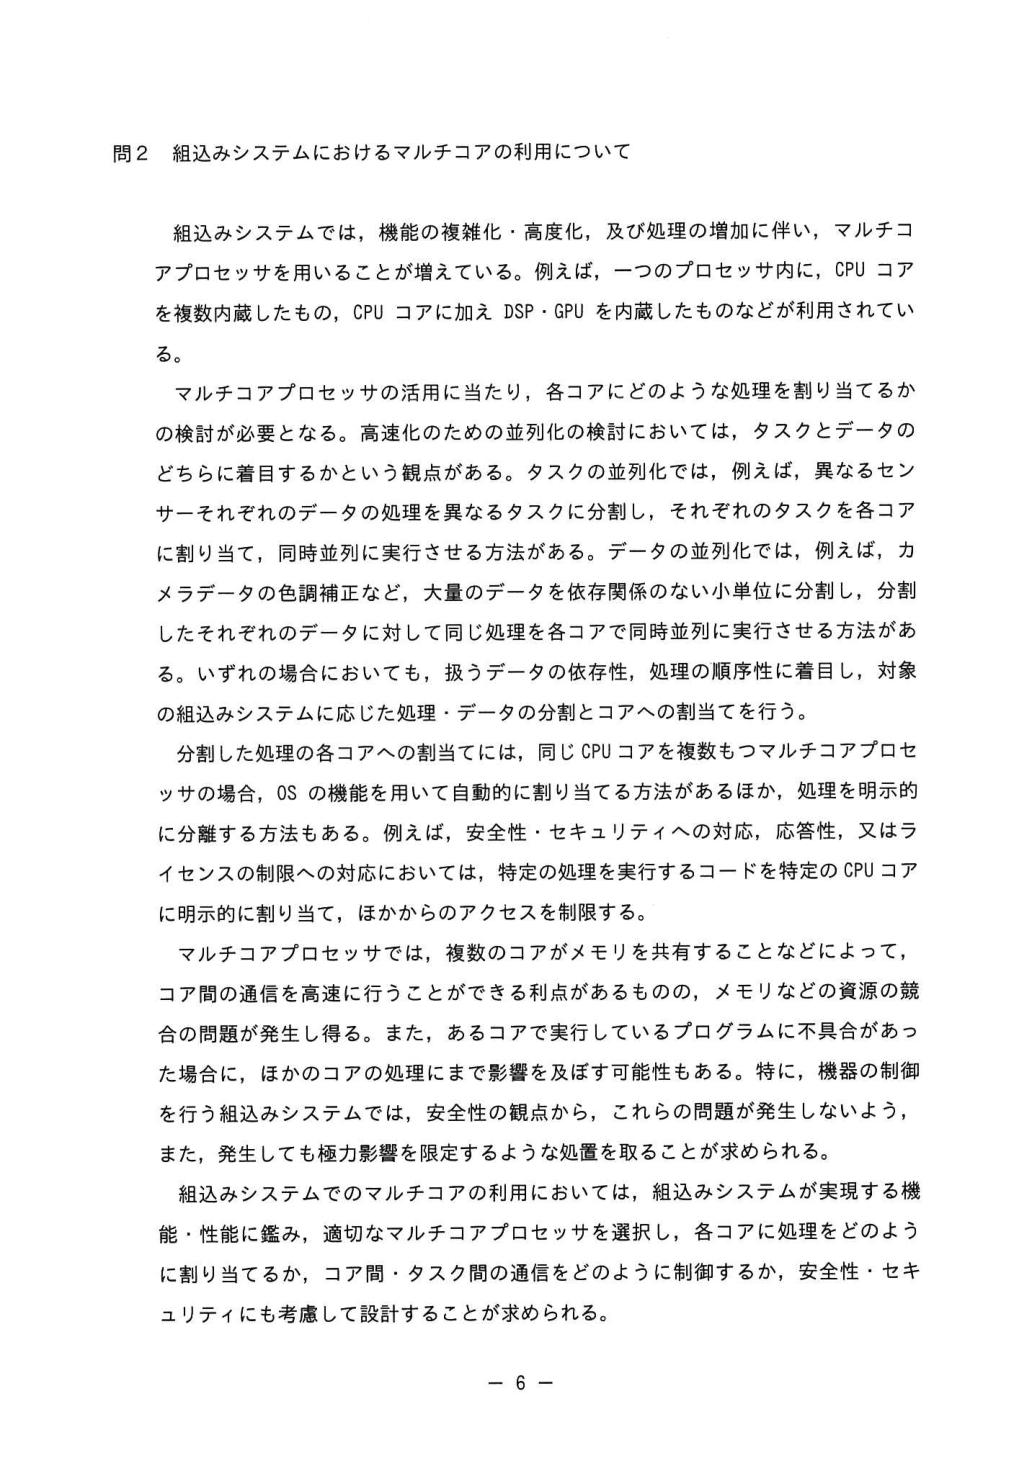 問２　組込みシステムにおけるマルチコアの利用について
組込みシステムでは，機能の複雑化・高度化，及び処理の増加に伴い，マルチコ
アプロセッサを用いることが増えている。例えば，一つのプロセッサ内に，CPU コア
を複数内蔵したもの，CPU コアに加え DSP・GPU を内蔵したものなどが利用されてい
る。
マルチコアプロセッサの活用に当たり，各コアにどのような処理を割り当てるか
の検討が必要となる。高速化のための並列化の検討においては，タスクとデータの
どちらに着目するかという観点がある。タスクの並列化では，例えば，異なるセン
サーそれぞれのデータの処理を異なるタスクに分割し，それぞれのタスクを各コア
に割り当て，同時並列に実行させる方法がある。データの並列化では，例えば，カ
メラデータの色調補正など，大量のデータを依存関係のない小単位に分割し，分割
したそれぞれのデータに対して同じ処理を各コアで同時並列に実行させる方法があ
る。いずれの場合においても，扱うデータの依存性，処理の順序性に着目し，対象
の組込みシステムに応じた処理・データの分割とコアへの割当てを行う。
分割した処理の各コアへの割当てには，同じ CPU コアを複数もつマルチコアプロセ
ッサの場合，OS の機能を用いて自動的に割り当てる方法があるほか，処理を明示的
に分離する方法もある。例えば，安全性・セキュリティへの対応，応答性，又はラ
イセンスの制限への対応においては，特定の処理を実行するコードを特定の CPU コア
に明示的に割り当て，ほかからのアクセスを制限する。
マルチコアプロセッサでは，複数のコアがメモリを共有することなどによって，
コア間の通信を高速に行うことができる利点があるものの，メモリなどの資源の競
合の問題が発生し得る。また，あるコアで実行しているプログラムに不具合があっ
た場合に，ほかのコアの処理にまで影響を及ぼす可能性もある。特に，機器の制御
を行う組込みシステムでは，安全性の観点から，これらの問題が発生しないよう，
また，発生しても極力影響を限定するような処置を取ることが求められる。
組込みシステムでのマルチコアの利用においては，組込みシステムが実現する機
能・性能に鑑み，適切なマルチコアプロセッサを選択し，各コアに処理をどのよう
に割り当てるか，コア間・タスク間の通信をどのように制御するか，安全性・セキ
ュリティにも考慮して設計することが求められる。
－ 6 －